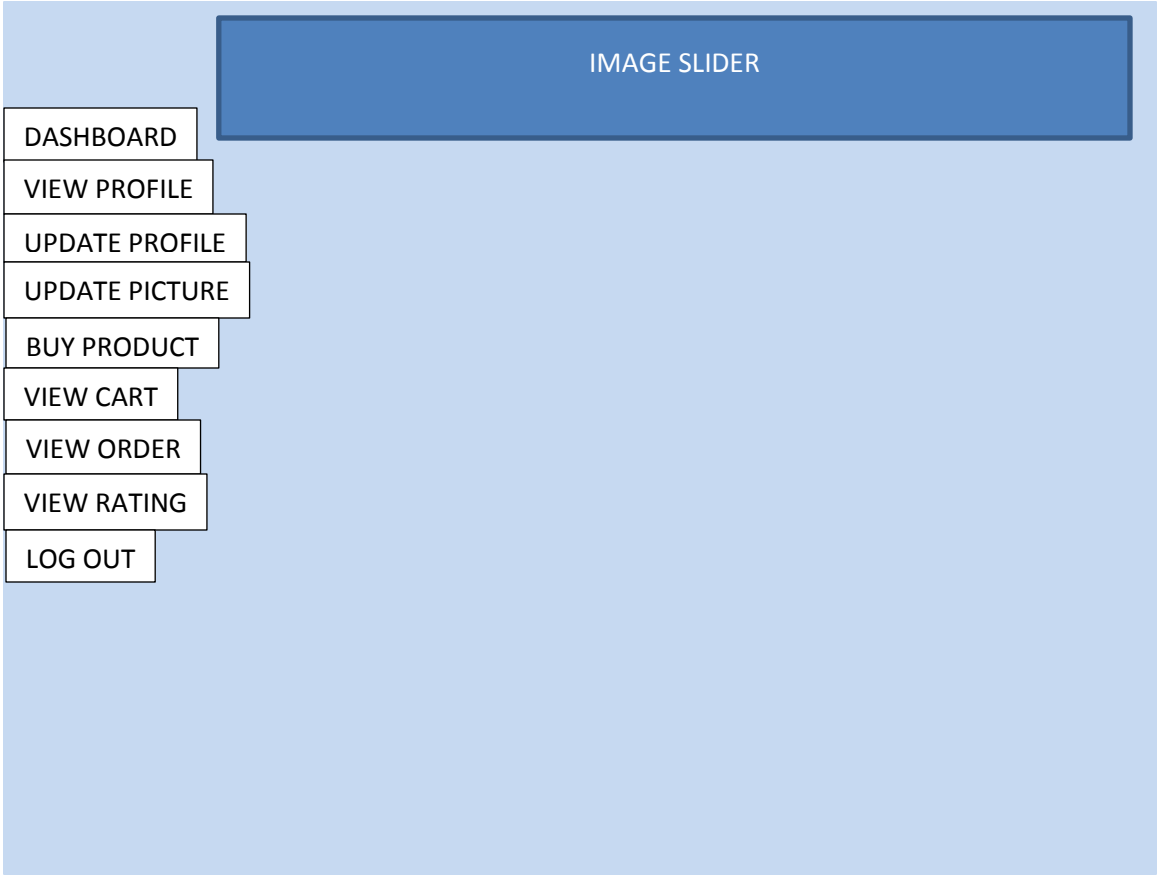 IMAGE SLIDER
DASHBOARD
VIEW PROFILE
UPDATE PROFILE
UPDATE PICTURE
BUY PRODUCT
VIEW CART
VIEW ORDER
VIEW RATING
LOG OUT